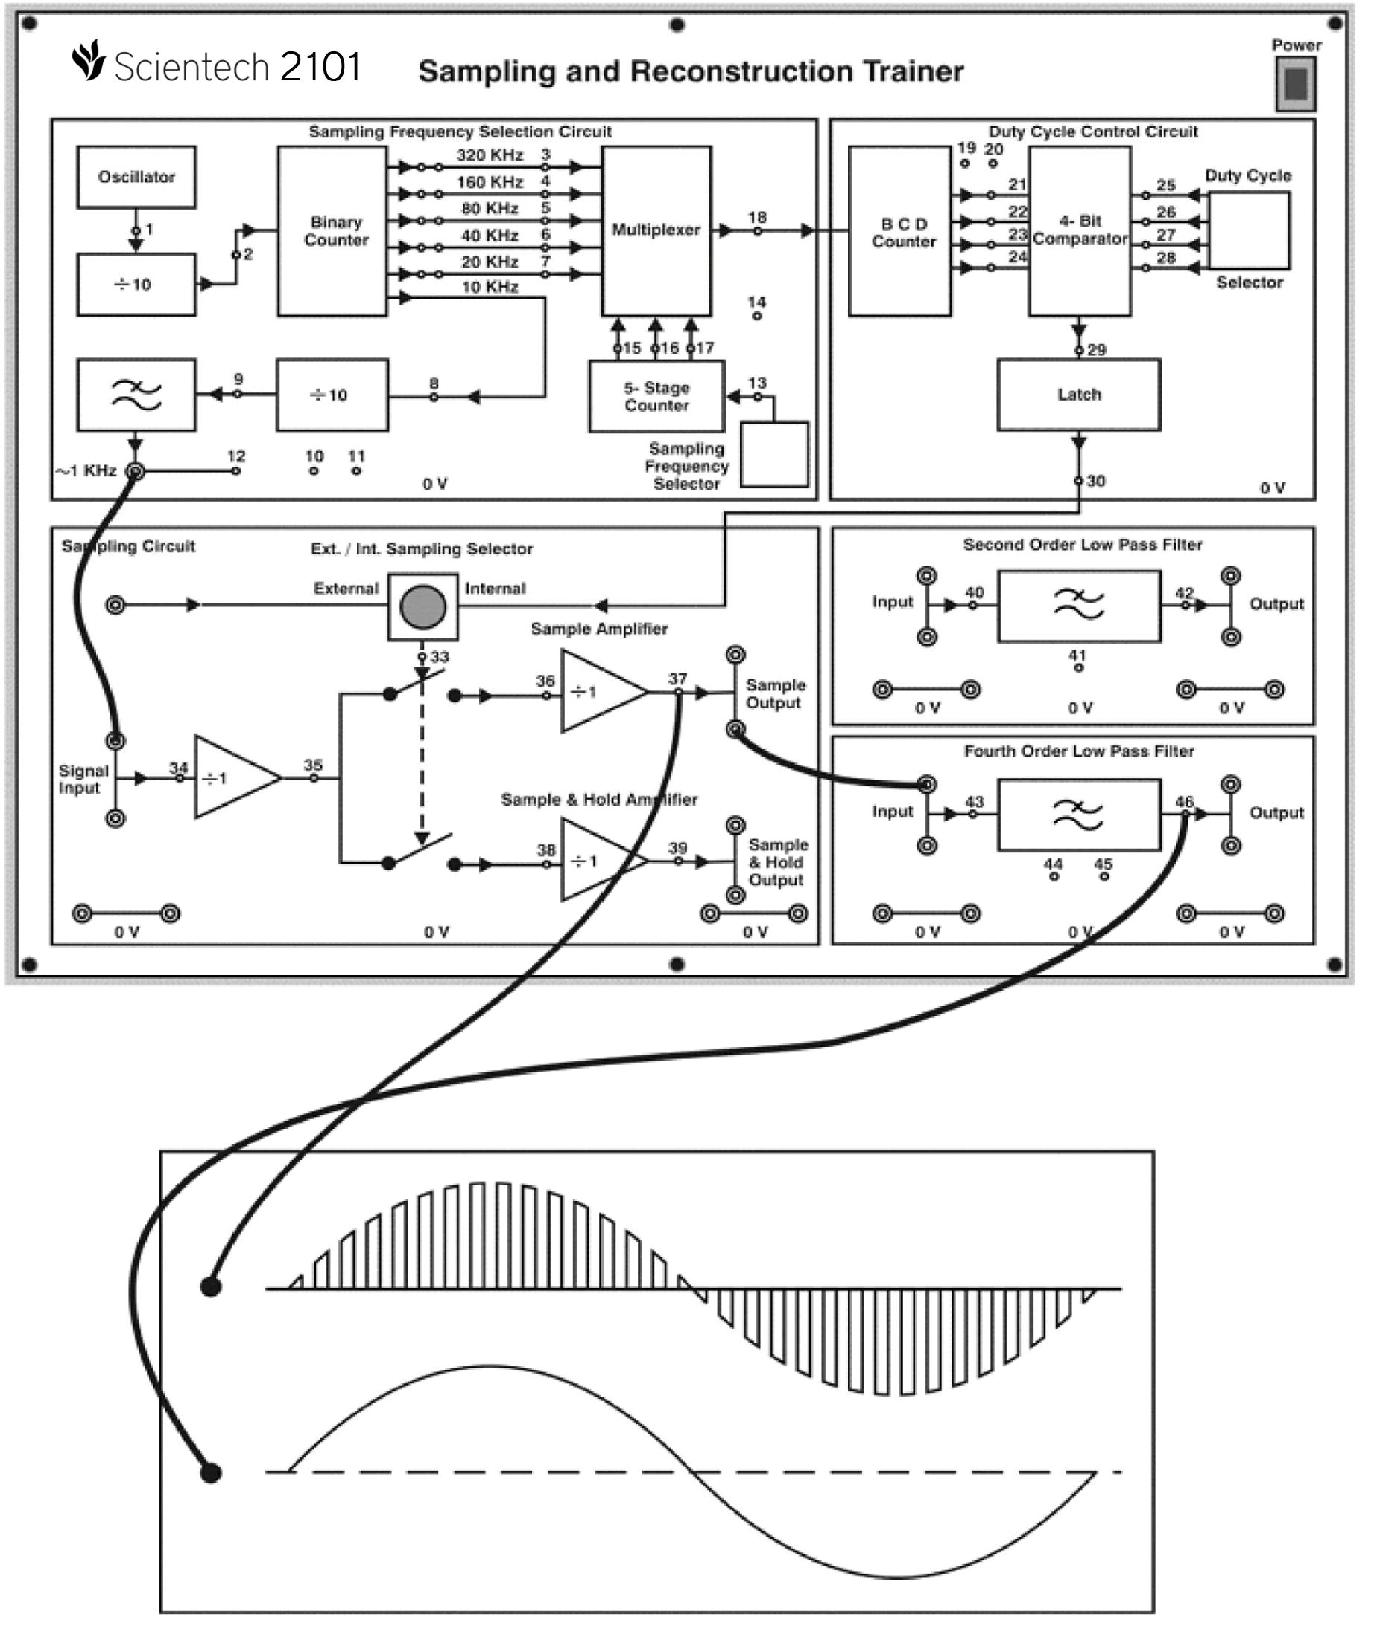 Scientech 2101
Sampling and Reconstruction Trainer
Power
Sampling Frequency Selection Circuit
Oscillator
1
÷10
2
Binary
Counter
320 KHz 3
160 KHz 4
80 KHz 5
40 KHz 6
20 KHz 7
10 KHz
Multiplexer
18
14
15 16 17
5- Stage
Counter
13
Sampling
Frequency
Selector
9
÷10
8
~1 KHz
12
10
11
0 V
Duty Cycle Control Circuit
19 20
B C D
Counter
21
22
23
24
4- Bit
Comparator
25
26
27
28
Duty Cycle
Selector
29
Latch
30
0 V
Sampling Circuit
Ext. / Int. Sampling Selector
External
Internal
33
Sample Amplifier
36
÷1
37
Sample
Output
Signal
Input
34
÷1
35
Sample & Hold Amplifier
38
÷1
39
Sample
& Hold
Output
0 V
0 V
0 V
Second Order Low Pass Filter
Input
40
42
Output
41
0 V
0 V
0 V
Fourth Order Low Pass Filter
Input
43
46
Output
44
45
0 V
0 V
0 V